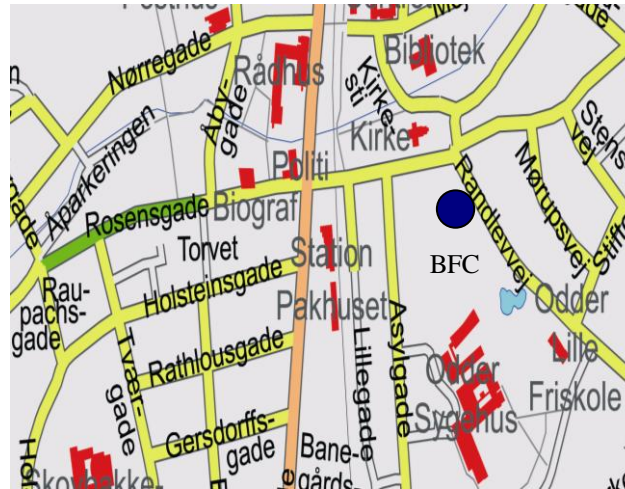 Nørregade
Rådhus
Åby-
gade
Bibliotek
Kirke
sti
Kirke
Stens
vej
Mørupsvej
Randlevvej
Politi
Åparkeringen
Rosensgade
Biograf
Torvet
Station
BFC
Rau-
pachs-
gade
Holsteinsgade
Pakhuset
Odder
Tvær-
gade
Rathlousgade
Lillegade
Asylgade
Lille
Friskole
Odder
Sygehus
Gersdorffs-
gade
Bane-
gårds-